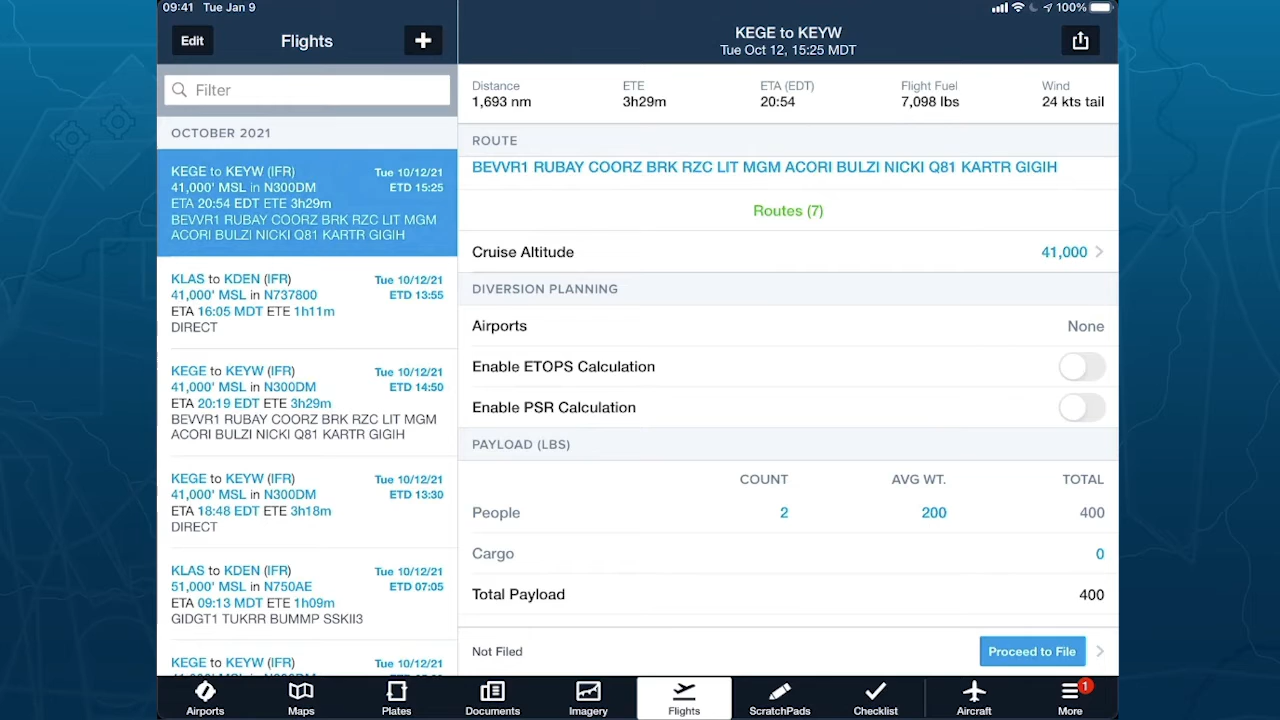 09:41 Tue Jan 9
100%
Edit
Flights
+
KEGE to KEYW
Tue Oct 12, 15:25 MDT
Filter
OCTOBER 2021
KEGE to KEYW (IFR) Tue 10/12/21
41,000' MSL in N300DM ETD 15:25
ETA 20:54 EDT ETE 3h29m
BEVVR1 RUBAY COORZ BRK RZC LIT MGM
ACORI BULZI NICKI Q81 KARTR GIGIH
KLAS to KDEN (IFR) Tue 10/12/21
41,000' MSL in N737800 ETD 13:55
ETA 16:05 MDT ETE 1h11m
DIRECT
KEGE to KEYW (IFR) Tue 10/12/21
41,000' MSL in N300DM ETD 14:50
ETA 20:19 EDT ETE 3h29m
BEVVR1 RUBAY COORZ BRK RZC LIT MGM
ACORI BULZI NICKI Q81 KARTR GIGIH
KEGE to KEYW (IFR) Tue 10/12/21
41,000' MSL in N300DM ETD 13:30
ETA 18:48 EDT ETE 3h18m
DIRECT
KLAS to KDEN (IFR) Tue 10/12/21
51,000' MSL in N750AE ETD 07:05
ETA 09:13 MDT ETE 1h09m
GIDGT1 TUKRR BUMMP SSKII3
KEGE to KEYW (IFR) Tue 10/12/21
Distance ETE ETA (EDT) Flight Fuel Wind
1,693 nm 3h29m 20:54 7,098 lbs 24 kts tail
ROUTE
BEVVR1 RUBAY COORZ BRK RZC LIT MGM ACORI BULZI NICKI Q81 KARTR GIGIH
Routes (7)
Cruise Altitude 41,000
DIVERSION PLANNING
Airports None
Enable ETOPS Calculation
Enable PSR Calculation
PAYLOAD (LBS)
COUNT AVG WT. TOTAL
People 2 200 400
Cargo 0
Total Payload 400
Not Filed Proceed to File
Airports Maps Plates Documents Imagery Flights ScratchPads Checklist Aircraft More 1